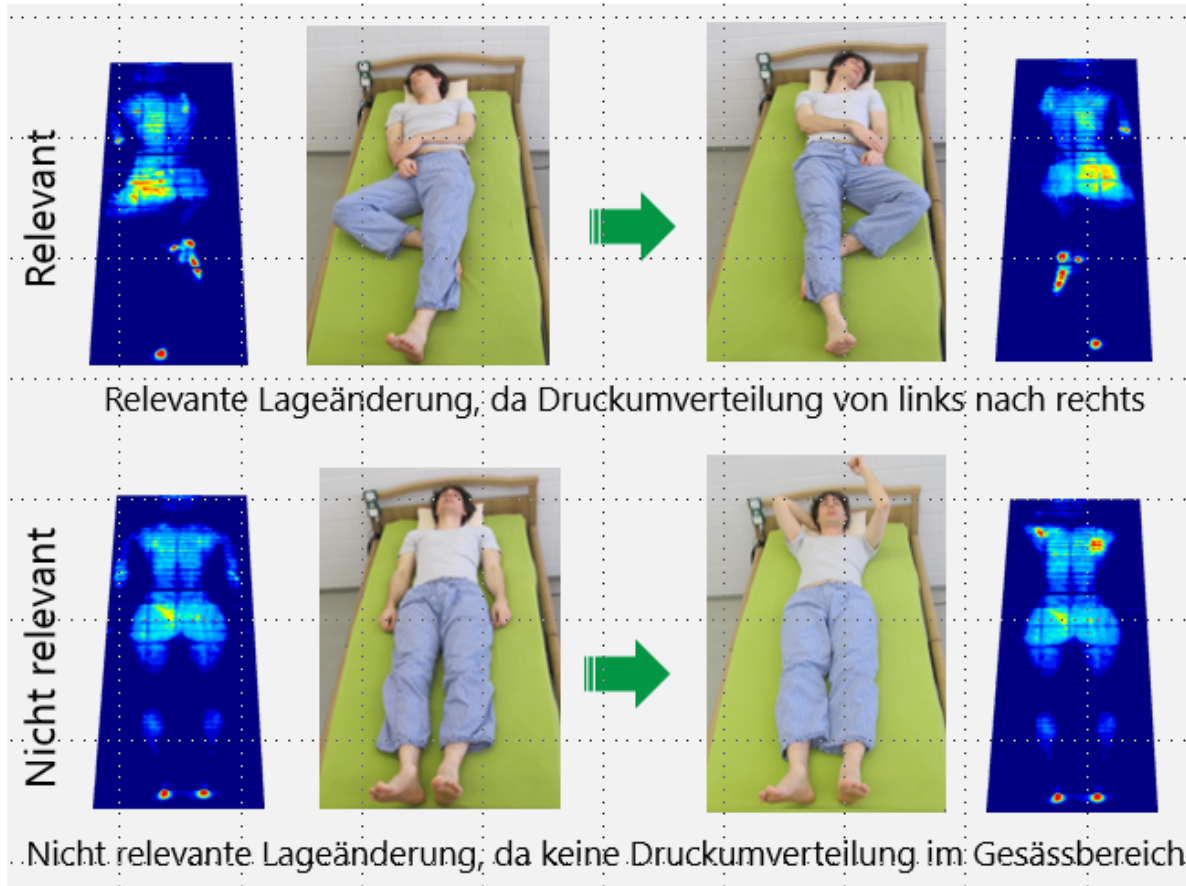 Relevant
Relevante Lageänderung, da Druckumverteilung von links nach rechts
Nicht relevant
Nicht relevante Lageänderung, da keine Druckumverteilung im Gesässbereich